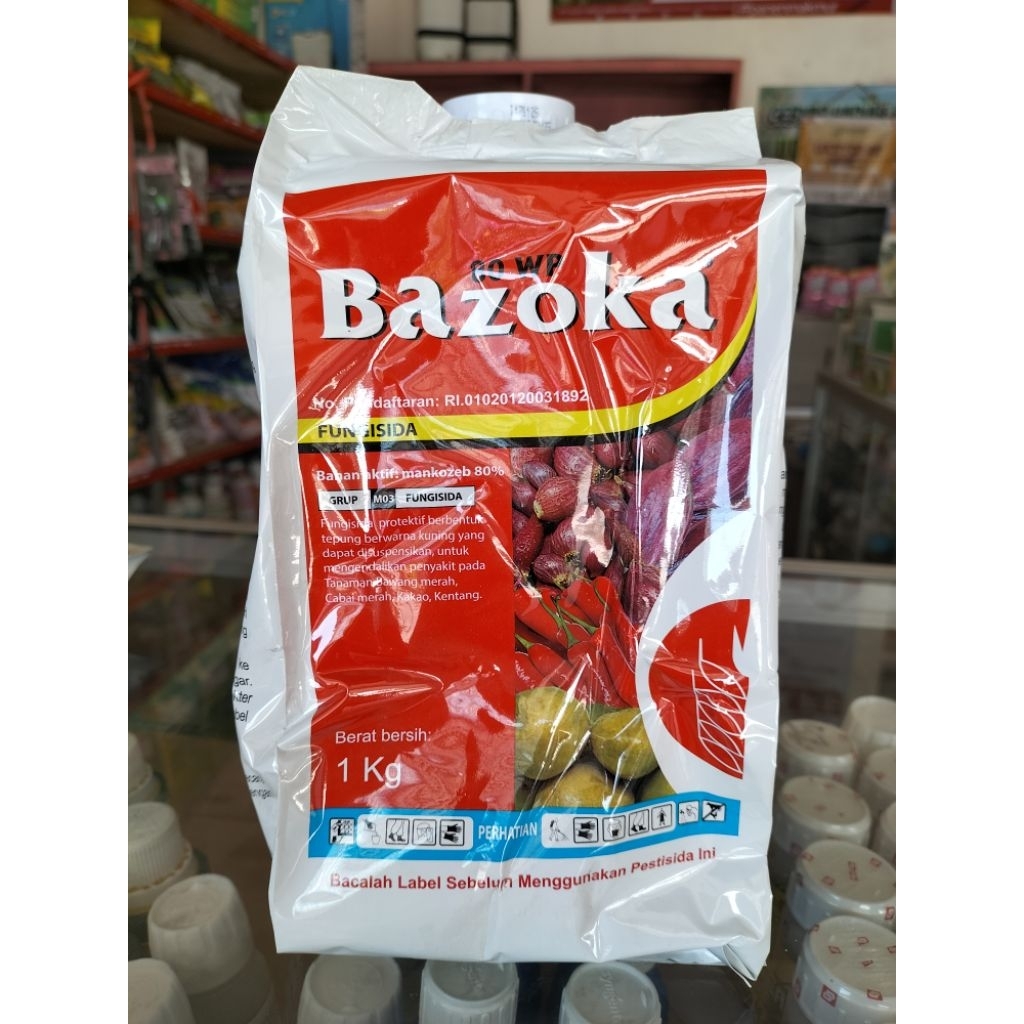 80 WP
Bazoka
No. Pendaftaran: RI.01020120031892
FUNGISIDA
Bahan aktif: mankozeb 80%
GRUP M03 FUNGISIDA
Fungisida protektif berbentuk
tepung berwarna kuning yang
dapat disuspensikan, untuk
mengendalikan penyakit pada
Tanaman Bawang merah,
Cabai merah, Kakao, Kentang.
Berat bersih:
1 Kg
PERHATIAN
Bacalah Label Sebelum Menggunakan Pestisida Ini